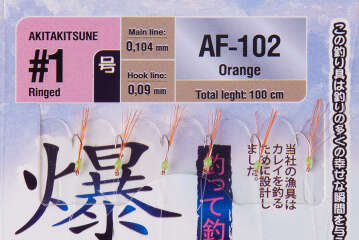 AKITAKITSUNE
#1
Ringed
号
Main line:
0,104 mm
Hook line:
0,09 mm
AF-102
Orange
Total leght: 100 cm
この釣り具は釣りの多くの幸せな瞬間を与
当社の漁具は
カレイを釣る
ために設計し
ました。
釣って釣
爆